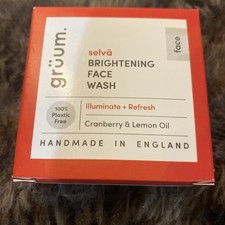 grüum.
face
selvä
BRIGHTENING
FACE
WASH
100%
Plastic
Free
Illuminate + Refresh
Cranberry & Lemon Oil
HANDMADE IN ENGLAND